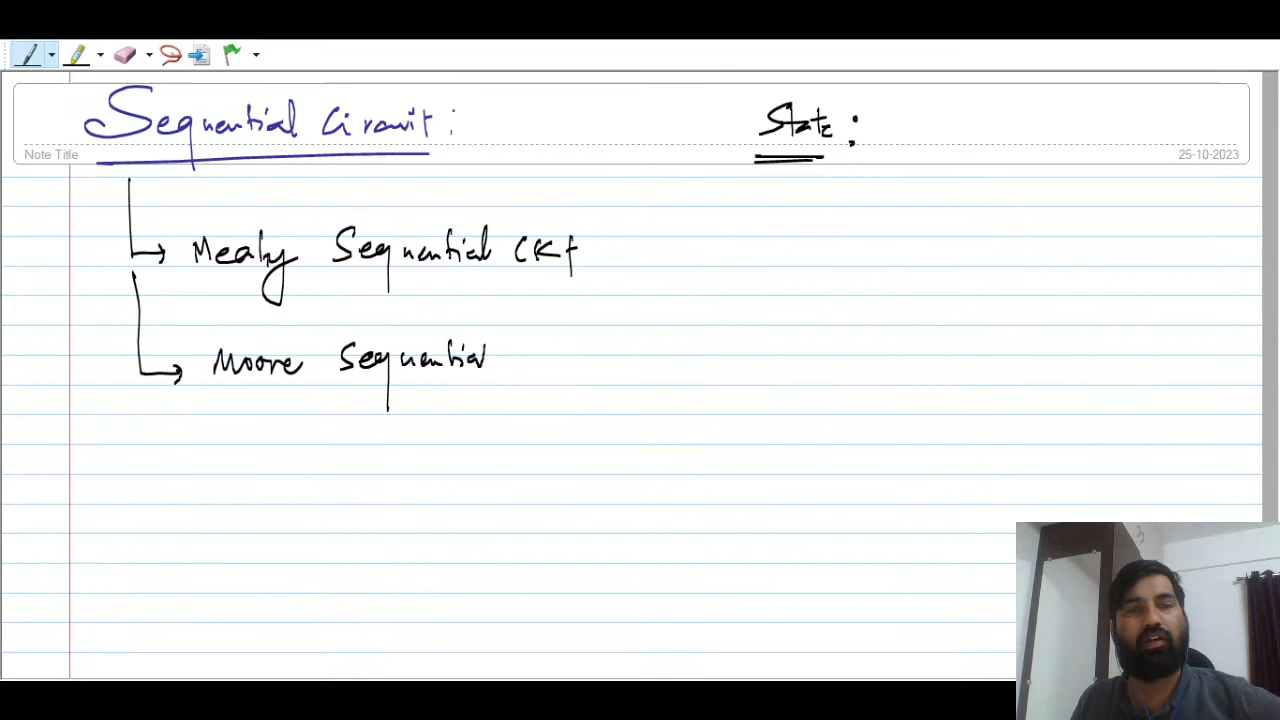 Sequential Circuit :
State :
Note Title
25-10-2023
Mealy Sequential CKt
Moore Sequential